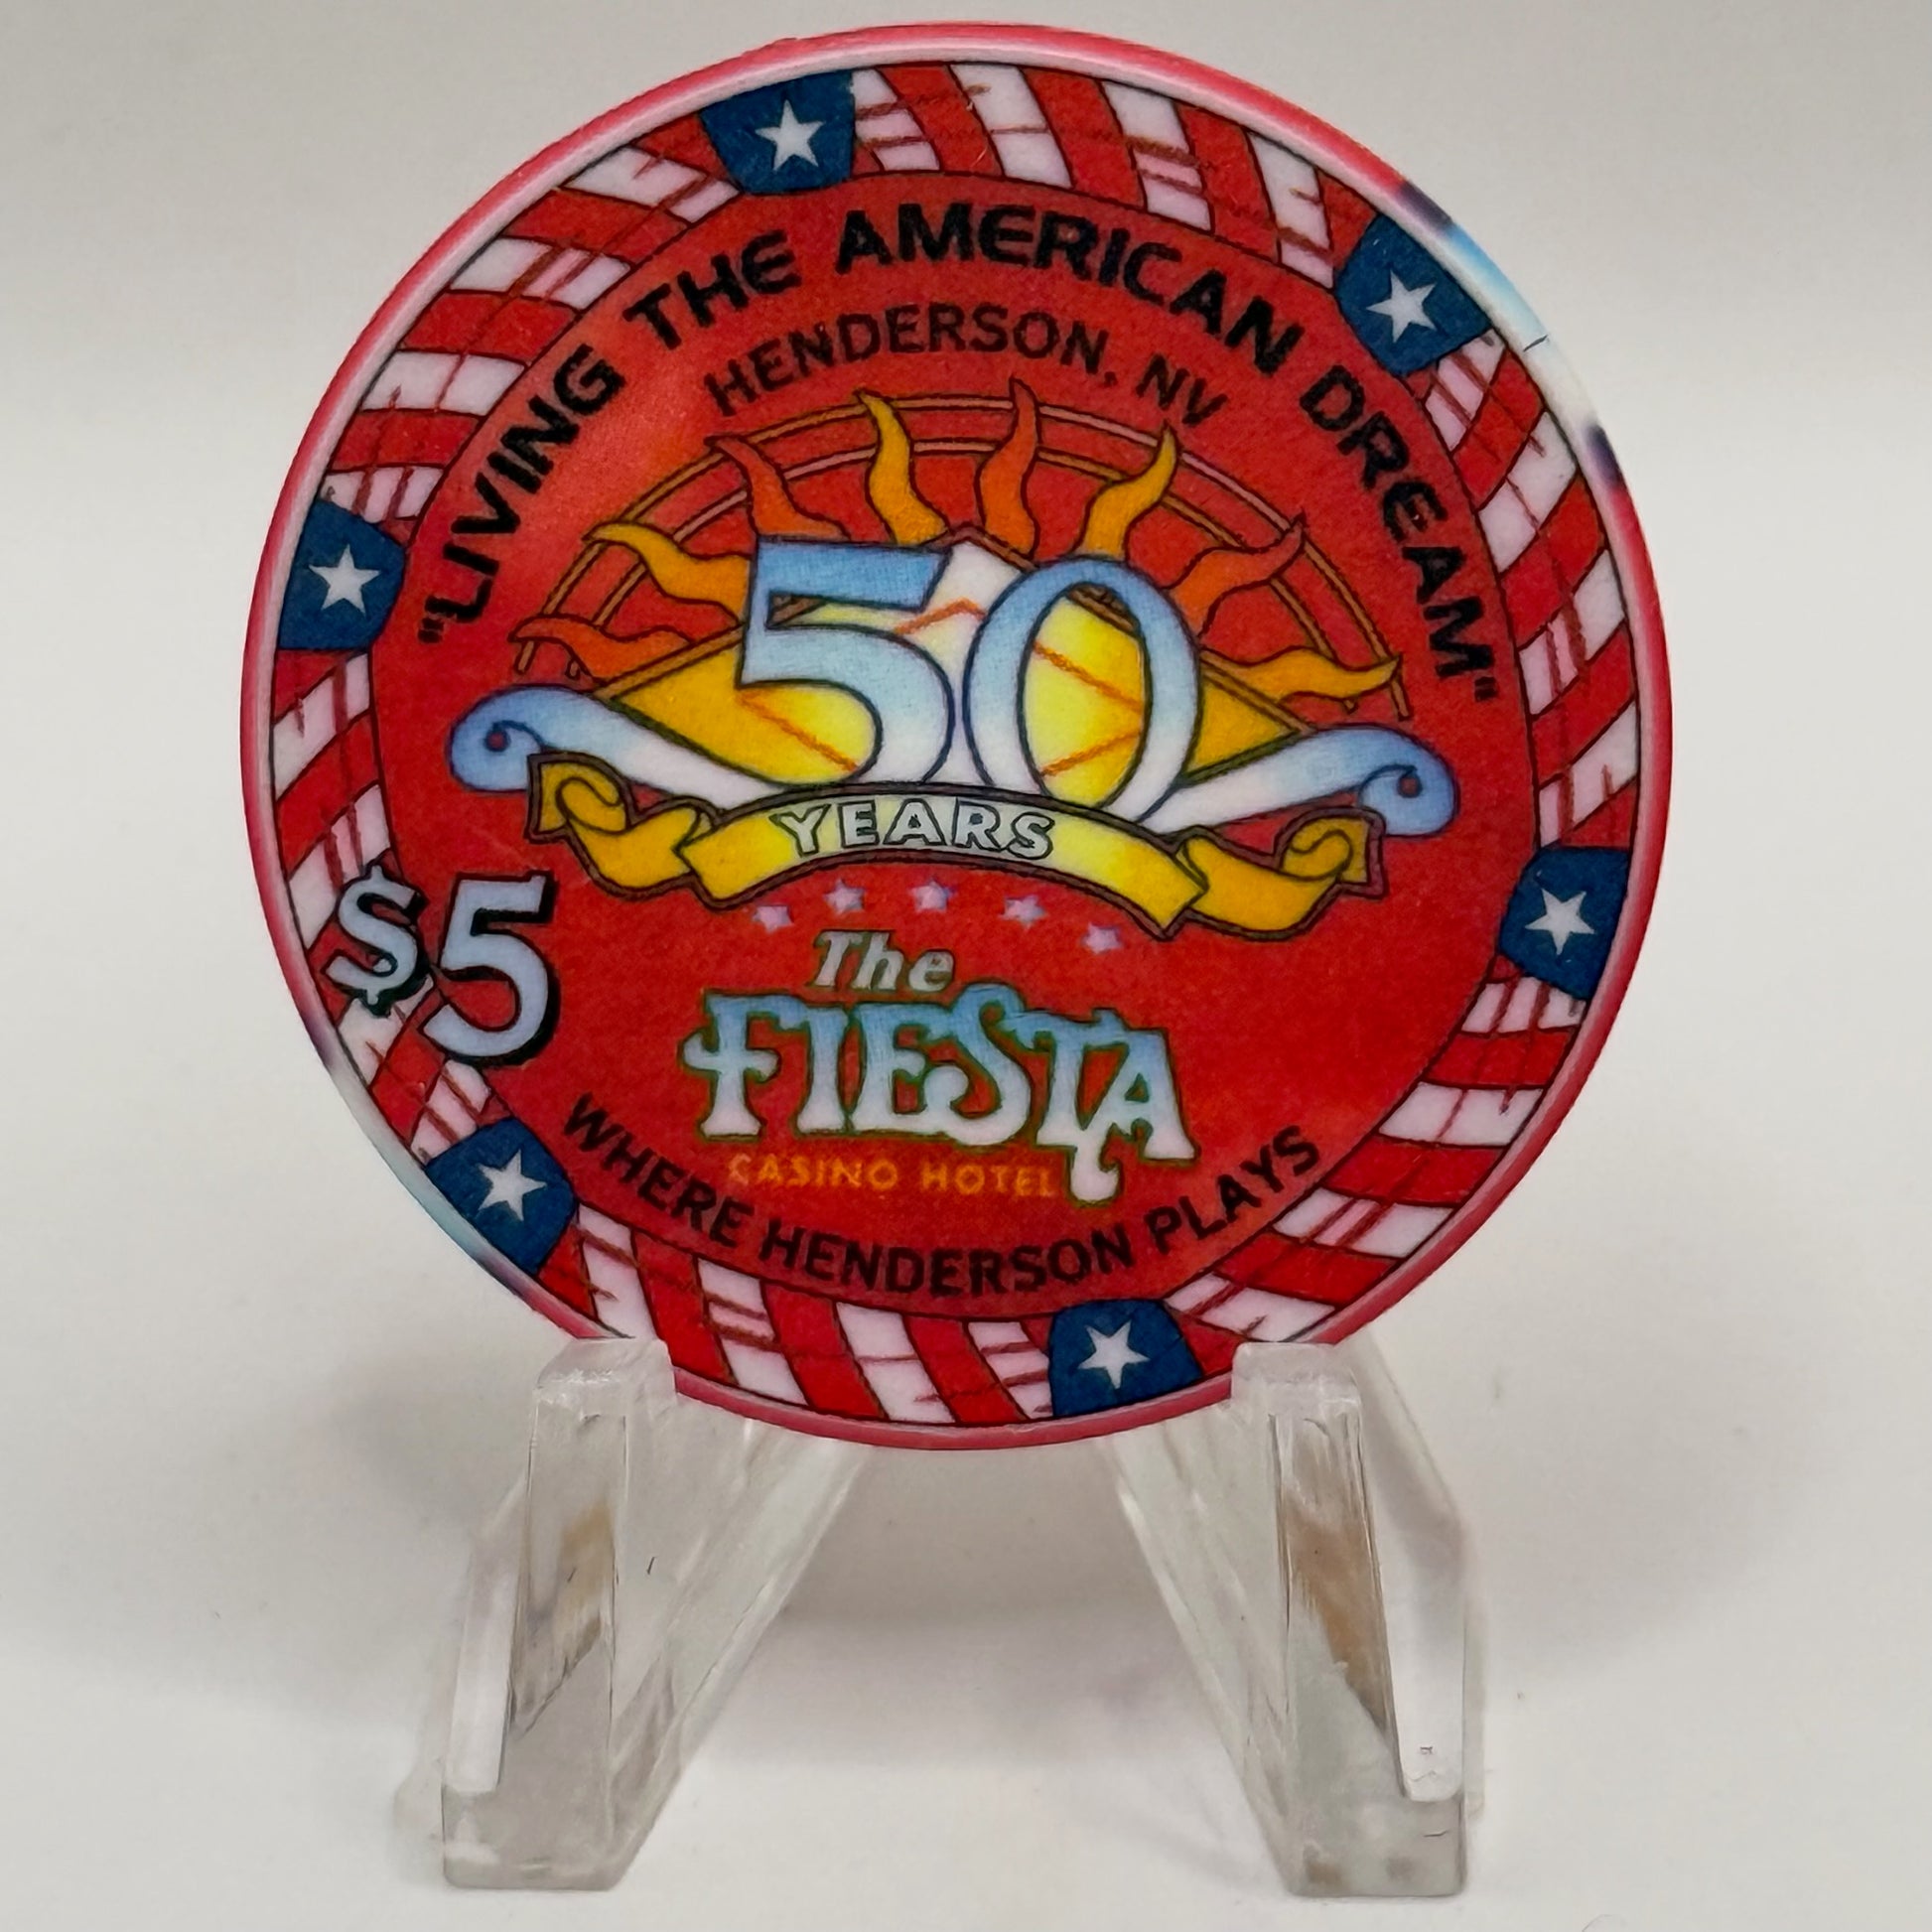 "LIVING THE AMERICAN DREAM"
HENDERSON, NV
50
YEARS
$5
The
FIESTA
CASINO HOTEL
WHERE HENDERSON PLAYS